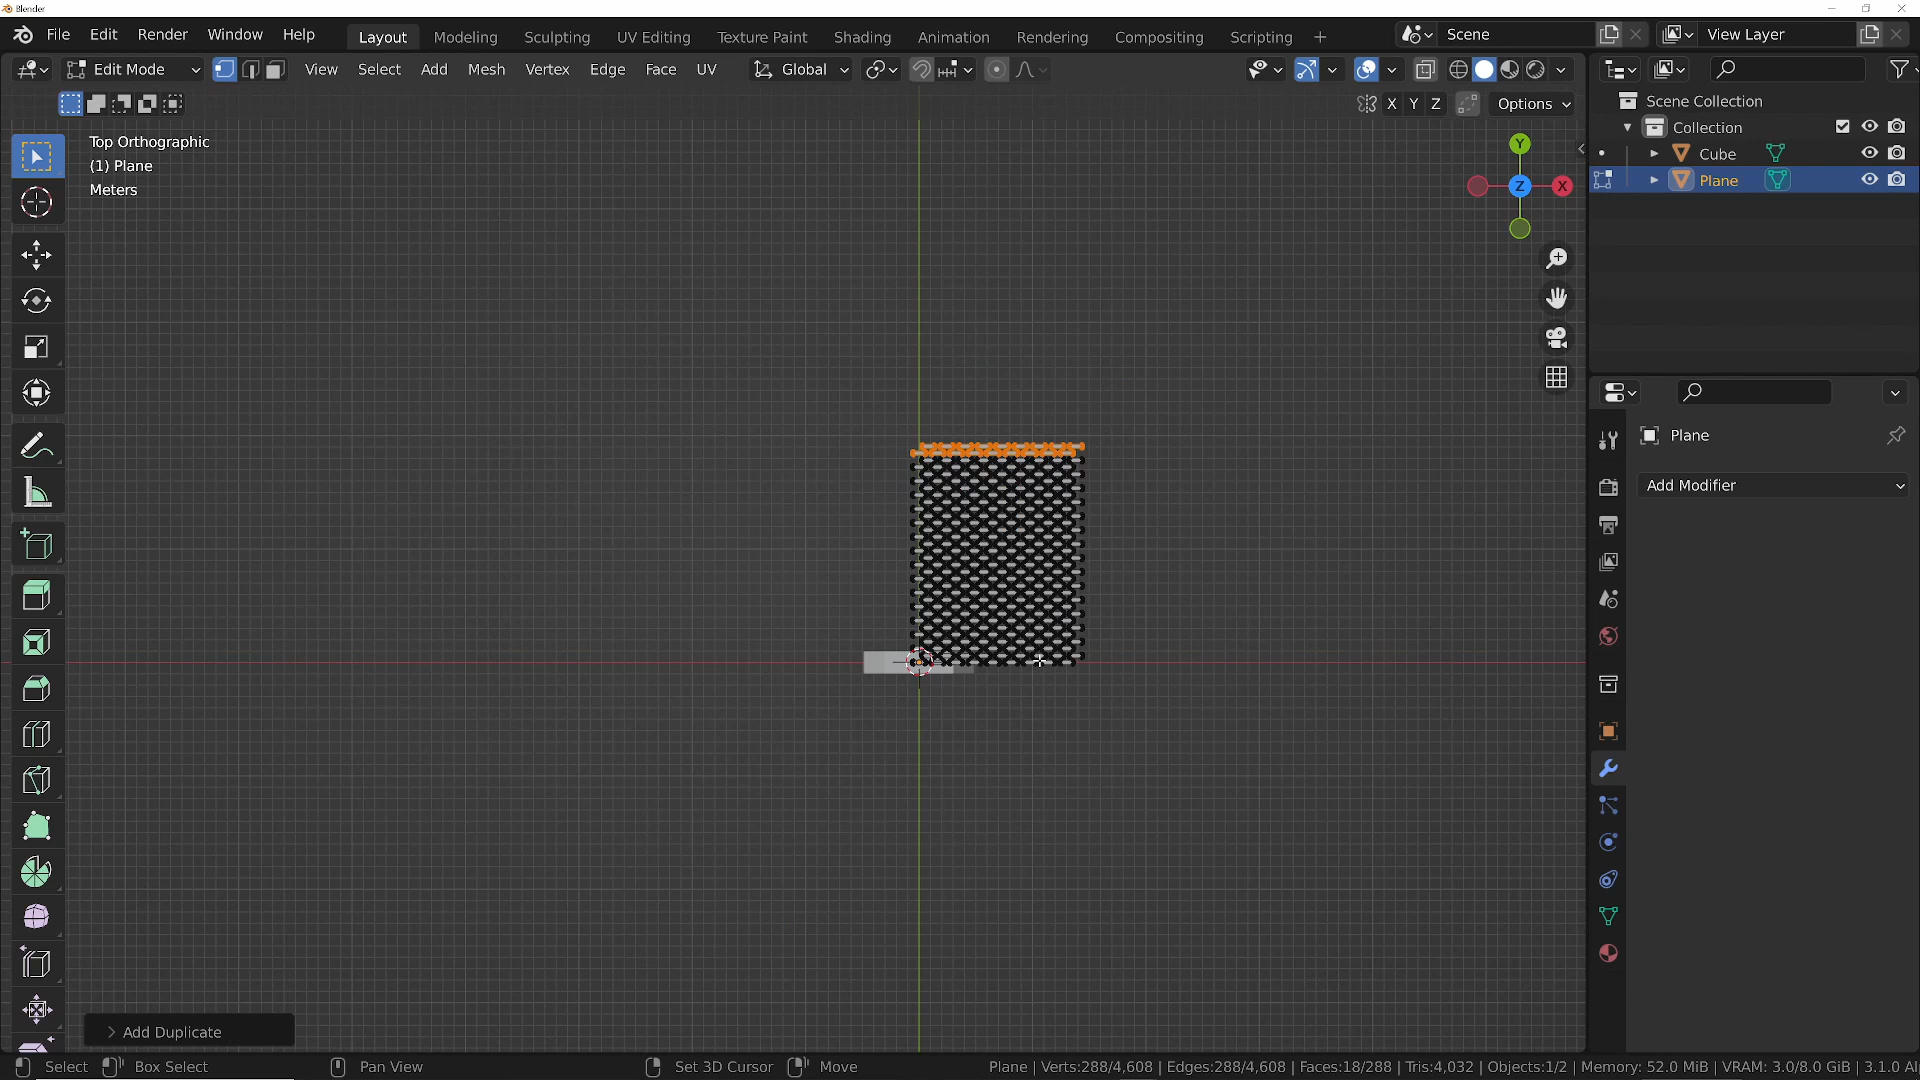 Blender
File Edit Render Window Help Layout Modeling Sculpting UV Editing Texture Paint Shading Animation Rendering Compositing Scripting + Scene View Layer
Edit Mode View Select Add Mesh Vertex Edge Face UV Global
X Y Z Options
Top Orthographic
(1) Plane
Meters
Y
Z X
Scene Collection
Collection
Cube
Plane
Plane
Add Modifier
Add Duplicate
Select Box Select Pan View Set 3D Cursor Move Plane | Verts:288/4,608 | Edges:288/4,608 | Faces:18/288 | Tris:4,032 | Objects:1/2 | Memory: 52.0 MiB | VRAM: 3.0/8.0 GiB | 3.1.0 Al